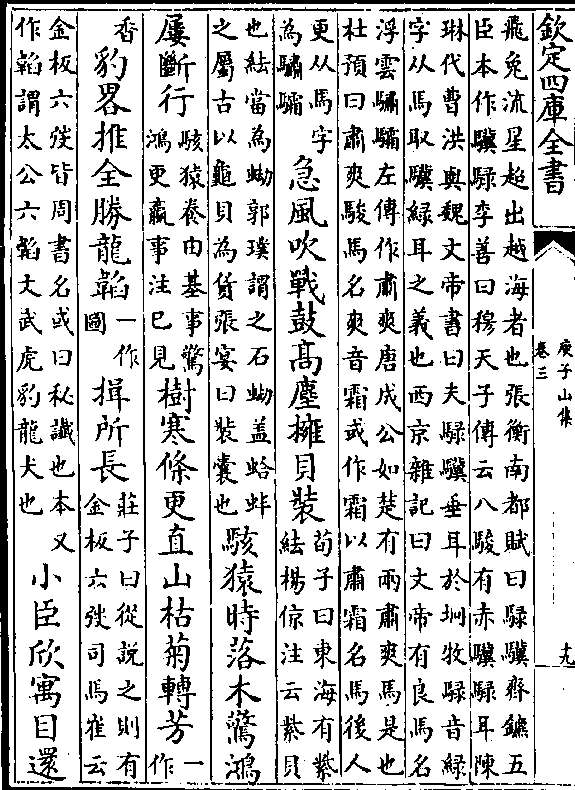 欽定四庫全書
庾子山集
卷三
十九
飛兔流星超出越海者也張衡南都賦曰騄驥齊鑣五
臣本作驥騄李善曰穆天子傳云八駿有赤驥騄耳陳
琳代曹洪與魏文帝書曰夫騄驥垂耳於坰牧騄音綠
字从馬取驥綠耳之義也西京雜記曰文帝有良馬名
浮雲驌驦左傳作肅爽唐成公如楚有兩肅爽馬是也
杜預曰肅爽駿馬名爽音霜或作霜以肅霜名馬後人
更从馬字
為驌驦
急風吹戰鼓高塵擁貝裝
荀子曰東海有紫
紶楊倞注云紫貝
也紶當為蚴郭璞謂之石蚴盖蛤蚌
之屬古以龜貝為貨張宴曰裝囊也
駭猿時落木驚鴻
屢斷行
駭猿養由基事驚
鴻更羸事注已見
樹寒條更直山枯菊轉芳
一
作
香
豹畧推全勝龍韜
一作
圖
揖所長
莊子曰從説之則有
金板六弢司馬崔云
金板六弢皆周書名或曰秘讖也本又
作韜謂太公六韜文武虎豹龍犬也
小臣欣寓目還